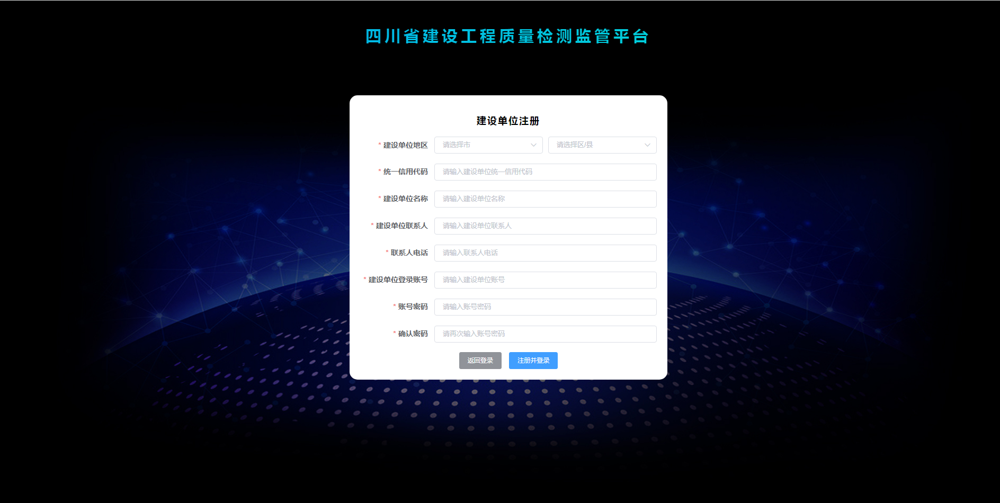 四川省建设工程质量检测监管平台
建设单位注册
* 建设单位地区 请选择市 请选择区/县
* 统一信用代码 请输入建设单位统一信用代码
* 建设单位名称 请输入建设单位名称
* 建设单位联系人 请输入建设单位联系人
* 联系人电话 请输入联系人电话
* 建设单位登录账号 请输入建设单位账号
* 账号密码 请输入账号密码
* 确认密码 请再次输入账号密码
返回登录 注册并登录